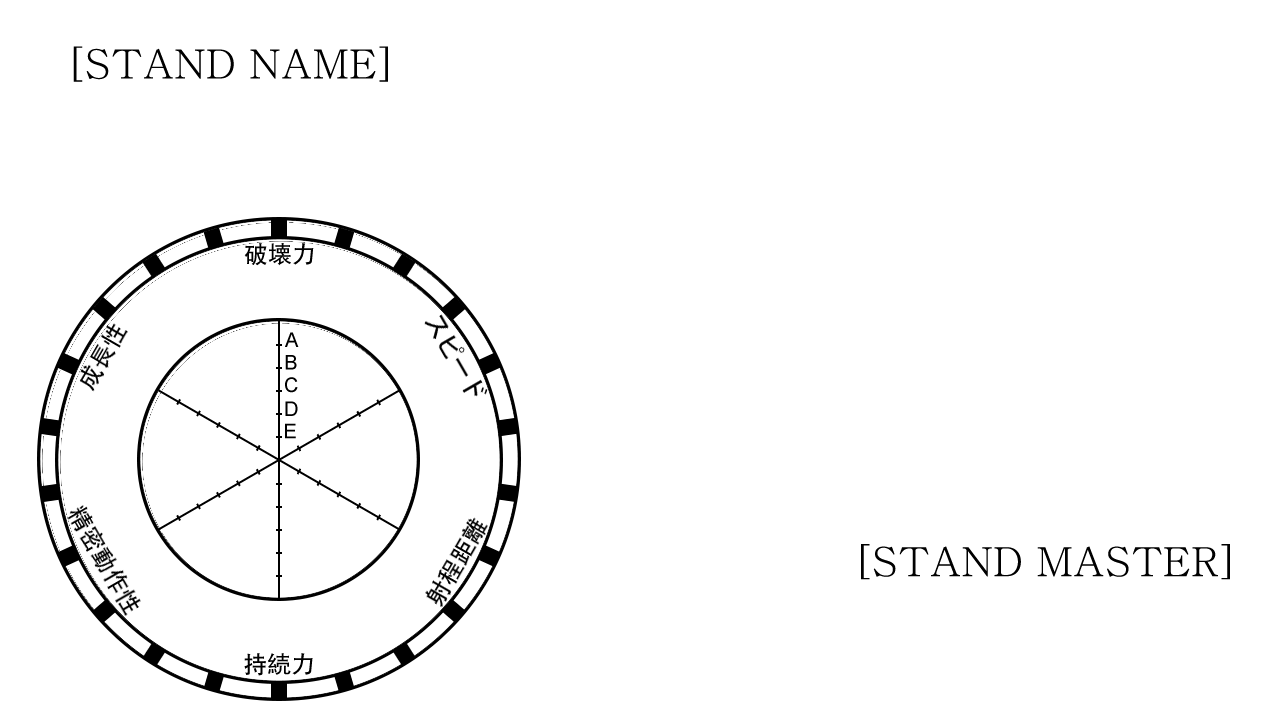 [STAND NAME]
破壊力
スピード
成長性
A
B
C
D
E
精密動作性
射程距離
持続力
[STAND MASTER]